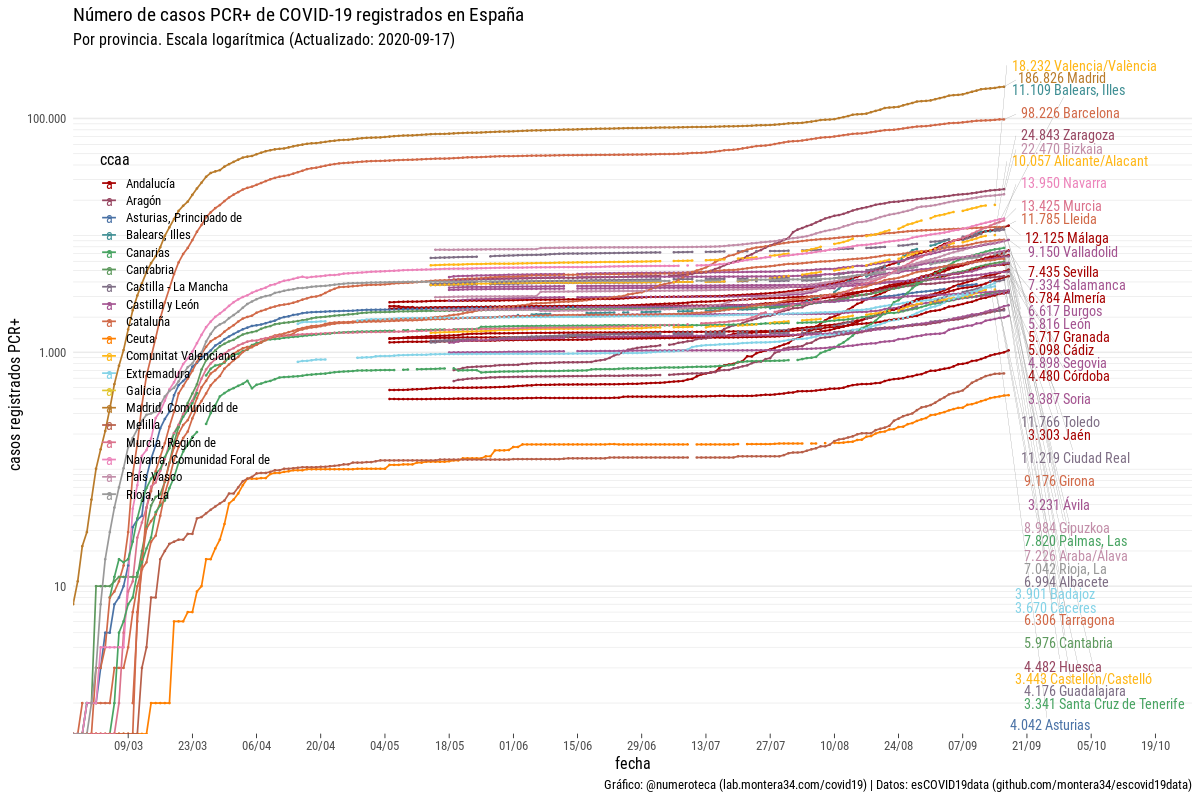 Número de casos PCR+ de COVID-19 registrados en España
Por provincia. Escala logarítmica (Actualizado: 2020-09-17)
casos registrados PCR+
100.000
1.000
10
ccaa
Andalucía
Aragón
Asturias, Principado de
Balears, Illes
Canarias
Cantabria
Castilla - La Mancha
Castilla y León
Cataluña
Ceuta
Comunitat Valenciana
Extremadura
Galicia
Madrid, Comunidad de
Melilla
Murcia, Región de
Navarra, Comunidad Foral de
País Vasco
Rioja, La
18.232 Valencia/València
186.826 Madrid
11.109 Balears, Illes
98.226 Barcelona
24.843 Zaragoza
22.470 Bizkaia
10.057 Alicante/Alacant
13.950 Navarra
13.425 Murcia
11.785 Lleida
12.125 Málaga
9.150 Valladolid
7.435 Sevilla
7.334 Salamanca
6.784 Almería
6.617 Burgos
5.816 León
5.717 Granada
5.098 Cádiz
4.898 Segovia
4.480 Córdoba
3.387 Soria
11.766 Toledo
3.303 Jaén
11.219 Ciudad Real
9.176 Girona
3.231 Ávila
8.984 Gipuzkoa
7.820 Palmas, Las
7.226 Araba/Álava
7.042 Rioja, La
6.994 Albacete
3.901 Badajoz
3.670 Cáceres
6.306 Tarragona
5.976 Cantabria
4.482 Huesca
3.443 Castellón/Castelló
4.176 Guadalajara
3.341 Santa Cruz de Tenerife
4.042 Asturias
09/03
23/03
06/04
20/04
04/05
18/05
01/06
15/06
29/06
13/07
27/07
10/08
24/08
07/09
21/09
05/10
19/10
fecha
Gráfico: @numeroteca (lab.montera34.com/covid19) | Datos: esCOVID19data (github.com/montera34/escovid19data)